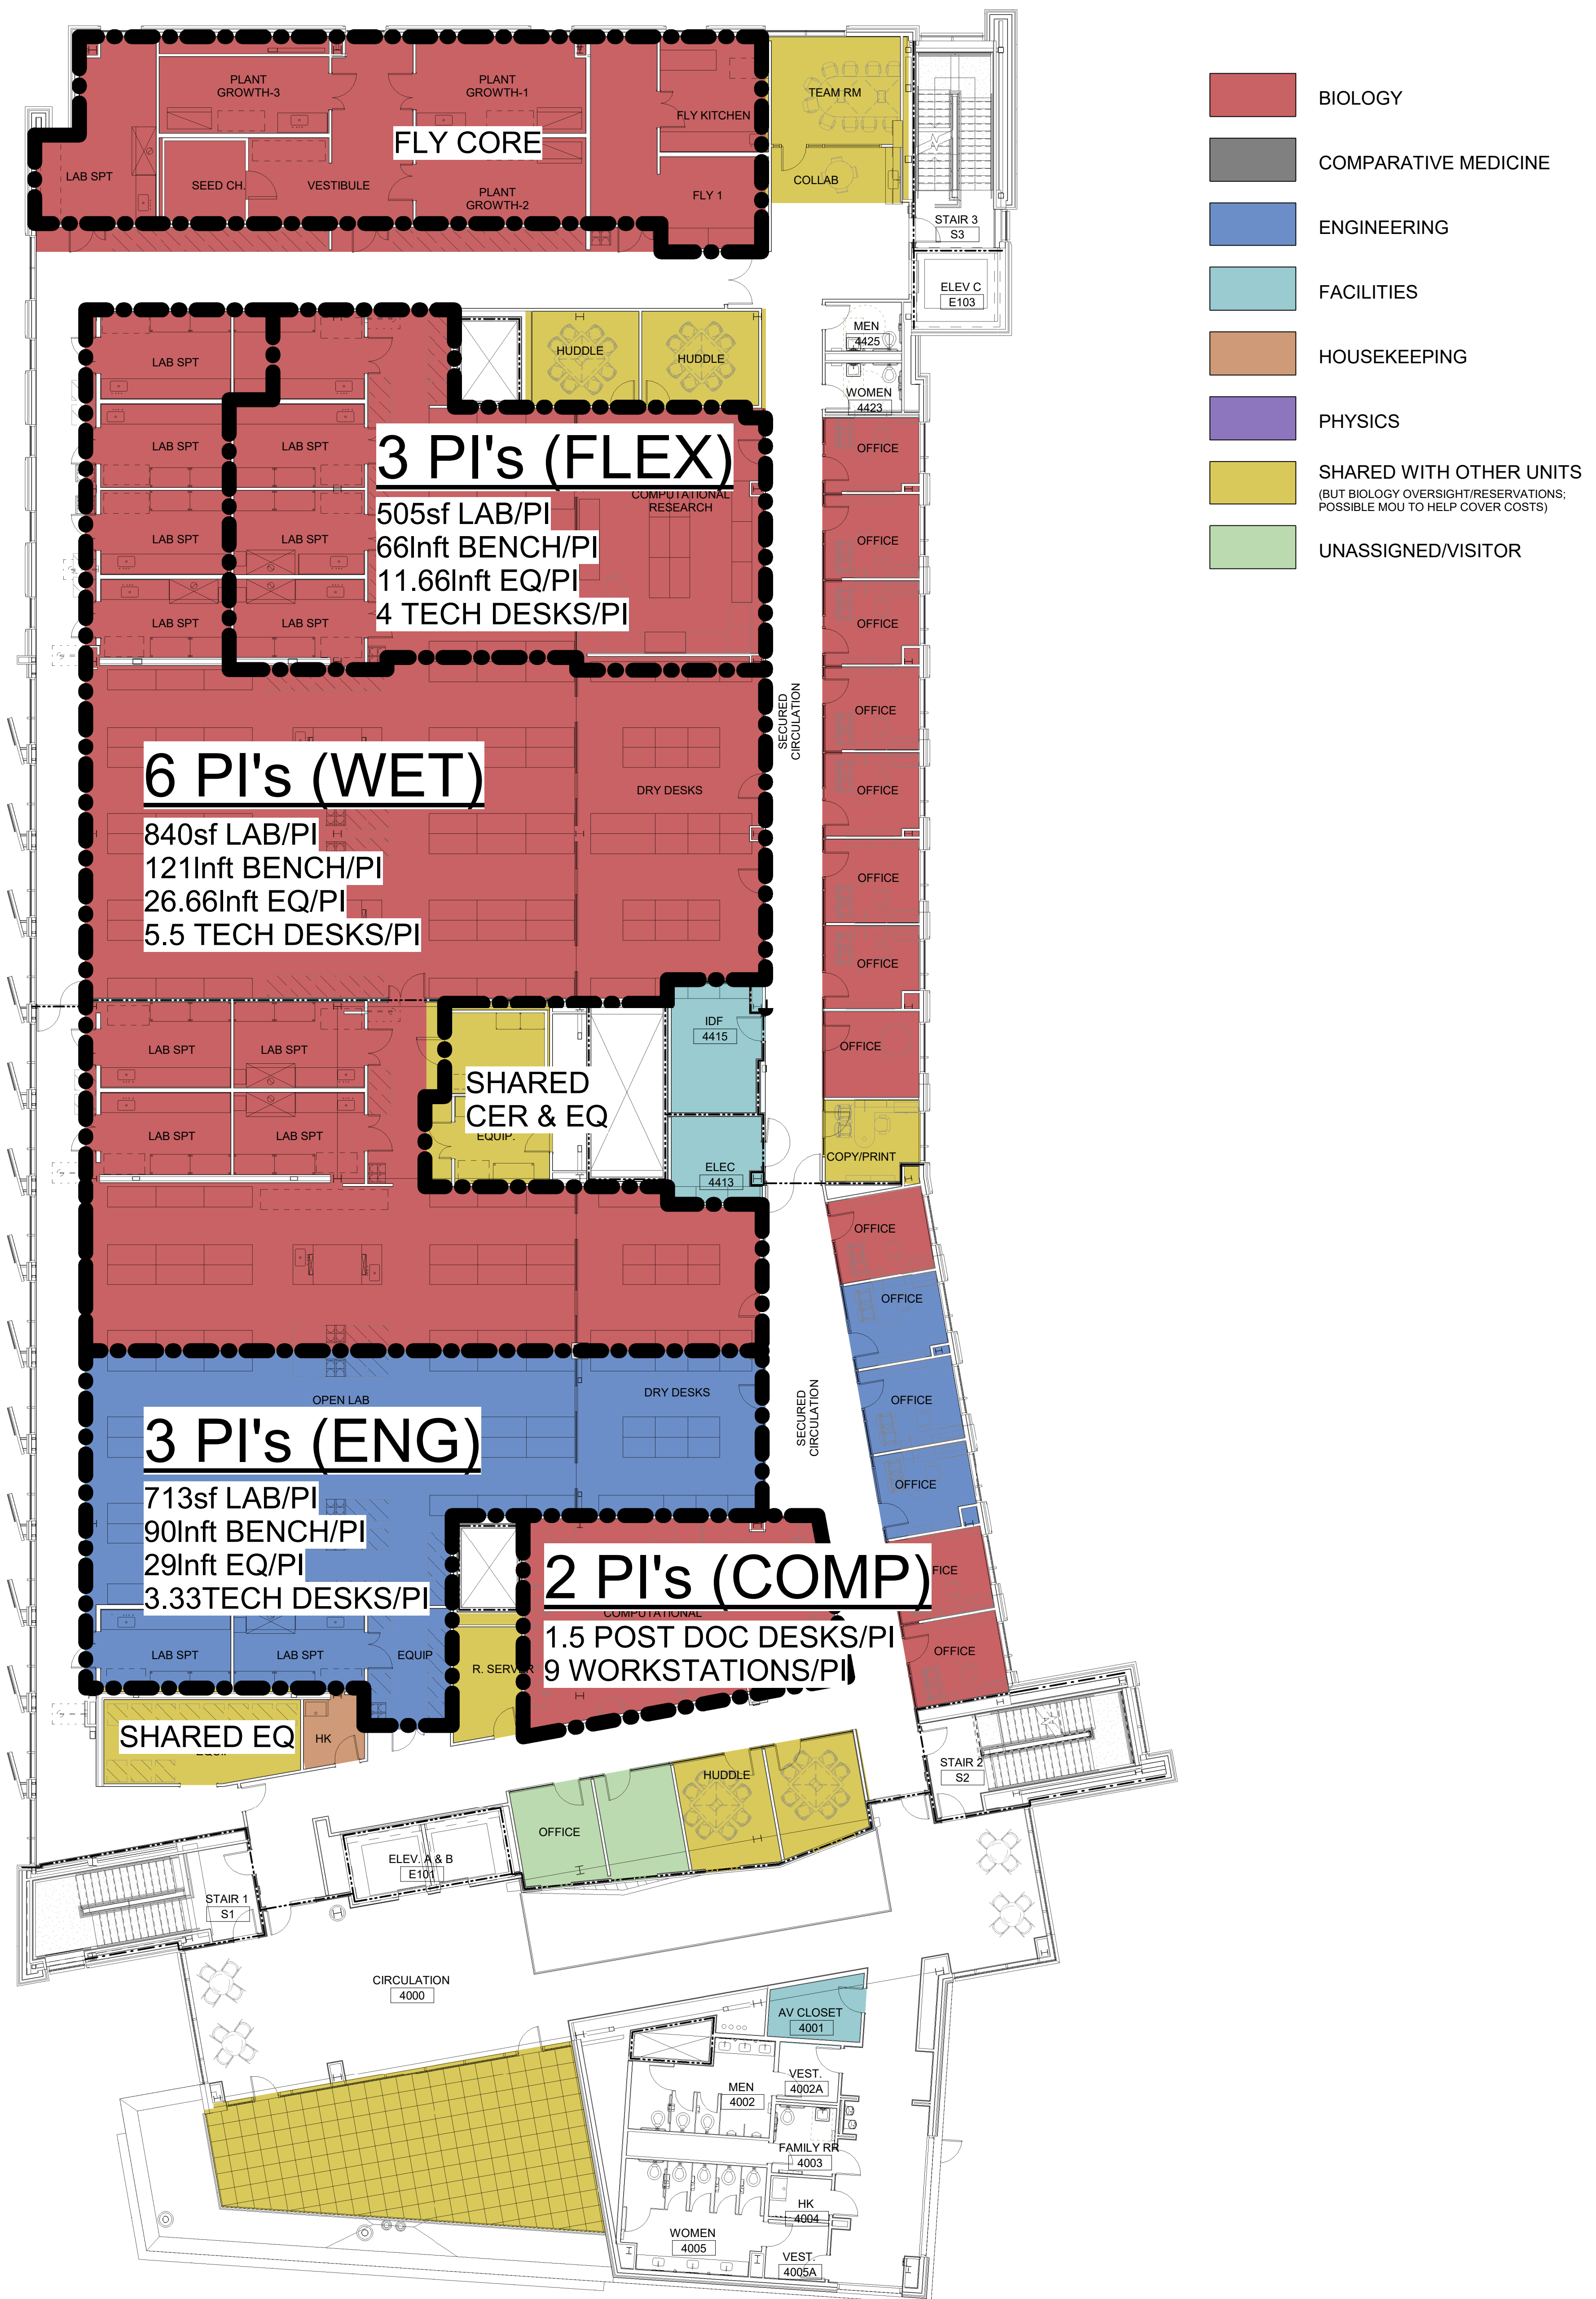 PLANT
GROWTH-3
PLANT
GROWTH-1
TEAM RM
FLY KITCHEN
FLY CORE
LAB SPT
SEED CH.
VESTIBULE
PLANT
GROWTH-2
FLY 1
COLLAB
STAIR 3
S3
ELEV C
E103
MEN
4425
WOMEN
4423
LAB SPT
HUDDLE
HUDDLE
LAB SPT
LAB SPT
3 PI's (FLEX)
505sf LAB/PI
66lnft BENCH/PI
11.66lnft EQ/PI
4 TECH DESKS/PI
COMPUTATIONAL
RESEARCH
LAB SPT
LAB SPT
LAB SPT
LAB SPT
OFFICE
OFFICE
OFFICE
OFFICE
OFFICE
OFFICE
OFFICE
OFFICE
SECURED
CIRCULATION
6 PI's (WET)
840sf LAB/PI
121lnft BENCH/PI
26.66lnft EQ/PI
5.5 TECH DESKS/PI
DRY DESKS
IDF
4415
LAB SPT
LAB SPT
SHARED
CER & EQ
EQUIP.
LAB SPT
LAB SPT
ELEC
4413
COPY/PRINT
OFFICE
OFFICE
OFFICE
OFFICE
SECURED
CIRCULATION
OPEN LAB
DRY DESKS
3 PI's (ENG)
713sf LAB/PI
90lnft BENCH/PI
29lnft EQ/PI
3.33TECH DESKS/PI
2 PI's (COMP)
COMPUTATIONAL
1.5 POST DOC DESKS/PI
9 WORKSTATIONS/PI
FICE
OFFICE
LAB SPT
LAB SPT
EQUIP
R. SERVER
SHARED EQ
HK
HUDDLE
OFFICE
STAIR 2
S2
ELEV. A & B
E101
STAIR 1
S1
CIRCULATION
4000
AV CLOSET
4001
MEN
4002
VEST.
4002A
FAMILY RR
4003
HK
4004
WOMEN
4005
VEST.
4005A
BIOLOGY
COMPARATIVE MEDICINE
ENGINEERING
FACILITIES
HOUSEKEEPING
PHYSICS
SHARED WITH OTHER UNITS
(BUT BIOLOGY OVERSIGHT/RESERVATIONS;
POSSIBLE MOU TO HELP COVER COSTS)
UNASSIGNED/VISITOR